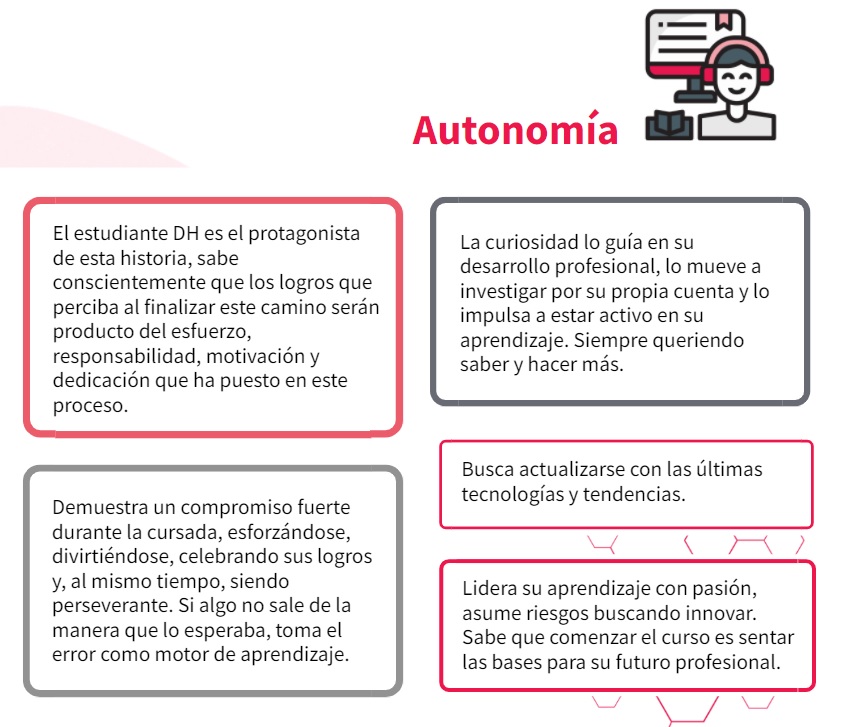 Autonomía
El estudiante DH es el protagonista
de esta historia, sabe
conscientemente que los logros que
perciba al finalizar este camino serán
producto del esfuerzo,
responsabilidad, motivación y
dedicación que ha puesto en este
proceso.
La curiosidad lo guía en su
desarrollo profesional, lo mueve a
investigar por su propia cuenta y lo
impulsa a estar activo en su
aprendizaje. Siempre queriendo
saber y hacer más.
Demuestra un compromiso fuerte
durante la cursada, esforzándose,
divirtiéndose, celebrando sus logros
y, al mismo tiempo, siendo
perseverante. Si algo no sale de la
manera que lo esperaba, toma el
error como motor de aprendizaje.
Busca actualizarse con las últimas
tecnologías y tendencias.
Lidera su aprendizaje con pasión,
asume riesgos buscando innovar.
Sabe que comenzar el curso es sentar
las bases para su futuro profesional.